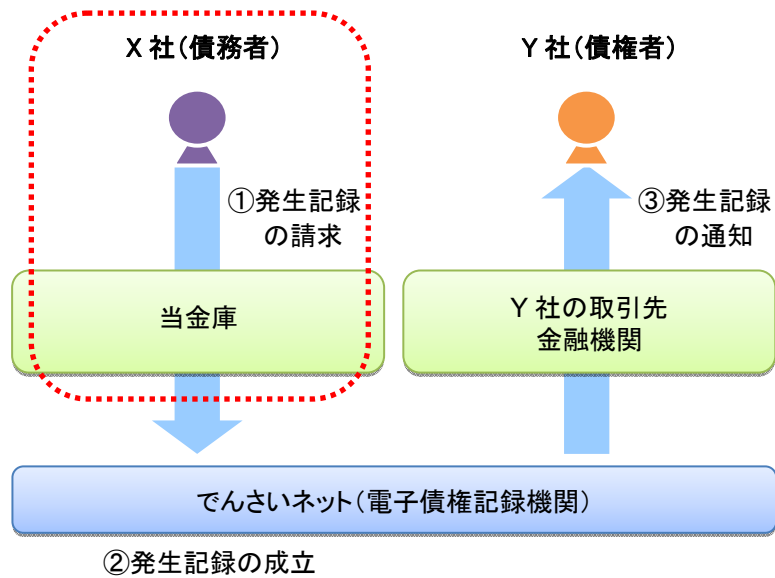 X 社（債務者）
Y 社（債権者）
①発生記録
の請求
③発生記録
の通知
当金庫
Y 社の取引先
金融機関
でんさいネット（電子債権記録機関）
②発生記録の成立